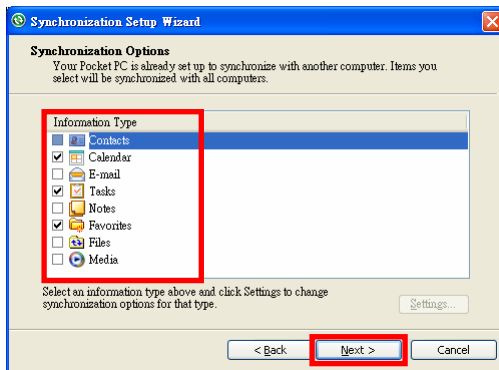 Synchronization Setup Wizard
Synchronization Options
Your Pocket PC is already set up to synchronize with another computer. Items you
select will be synchronized with all computers.
Information Type
Contacts
Calendar
E-mail
Tasks
Notes
Favorites
Files
Media
Select an information type above and click Settings to change
synchronization options for that type.
Settings...
< Back
Next >
Cancel